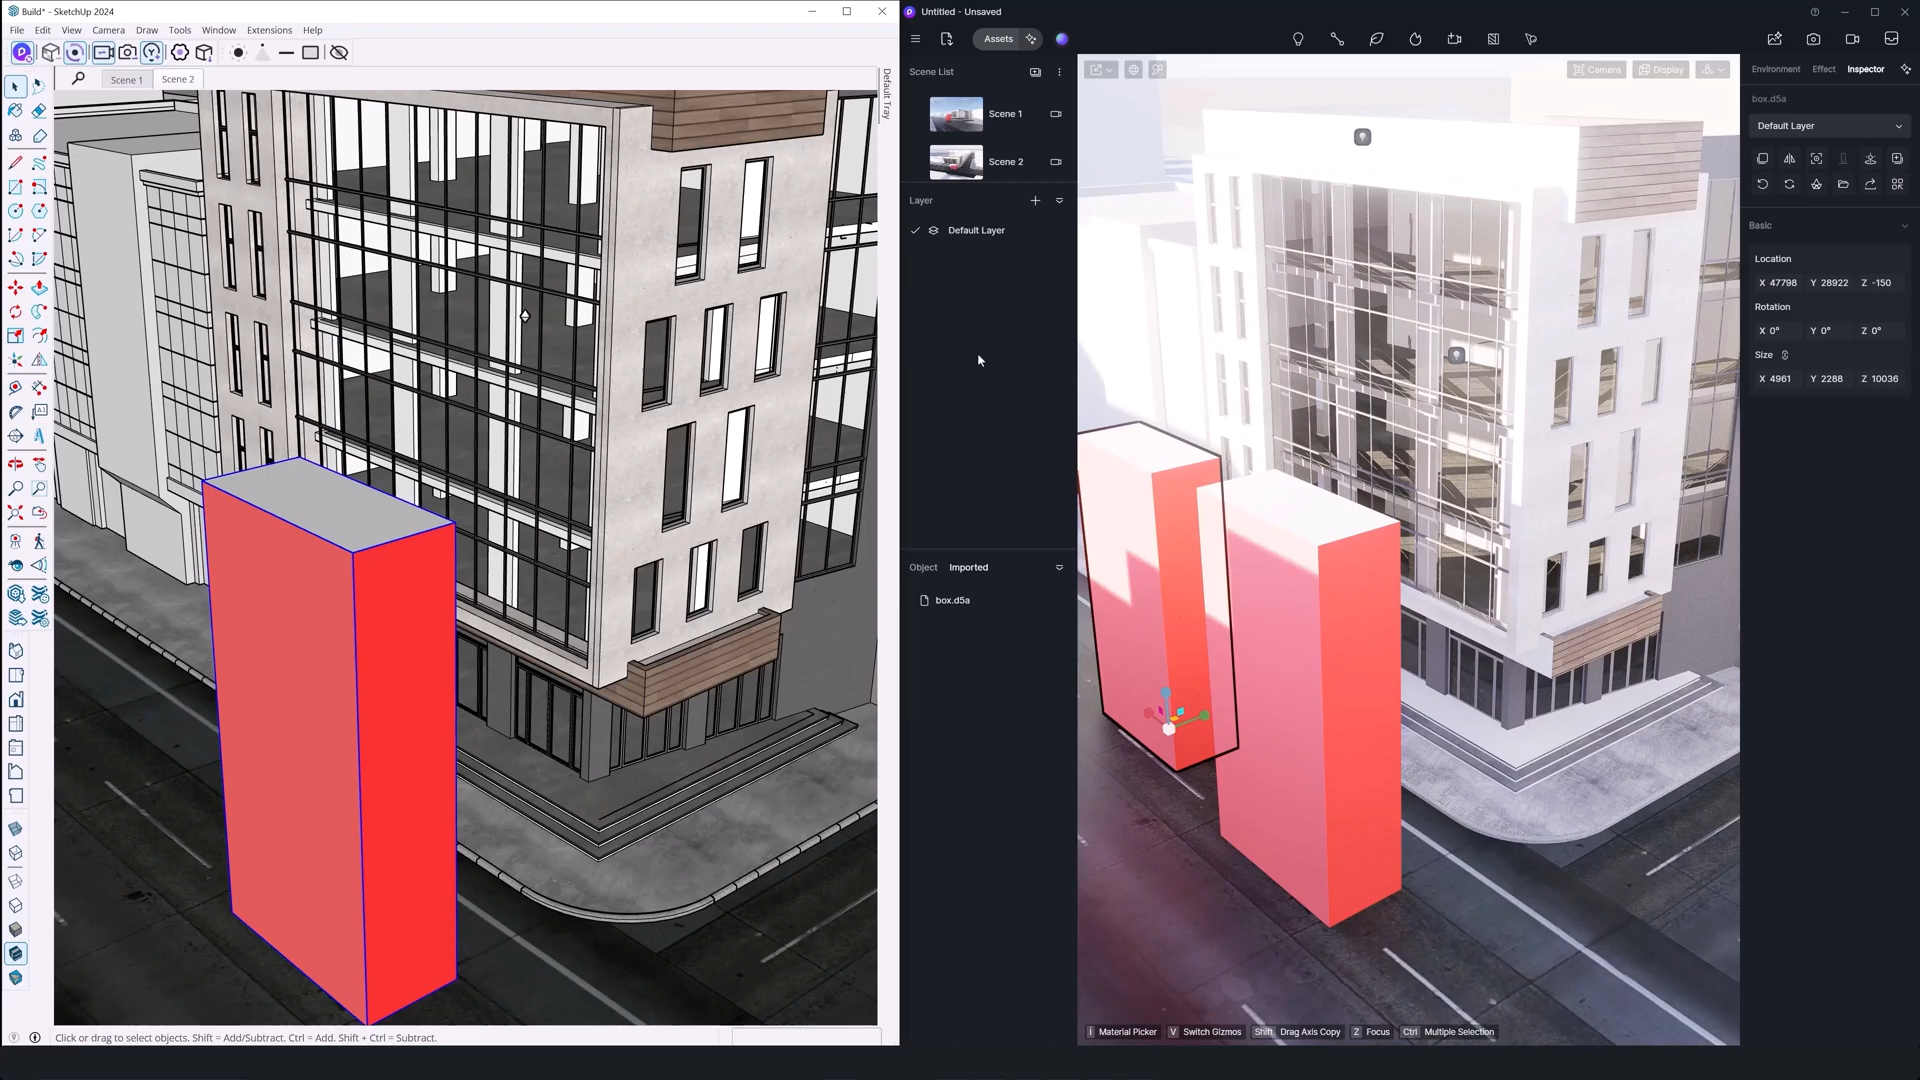 Build* - SketchUp 2024
File Edit View Camera Draw Tools Window Extensions Help
Scene 1 Scene 2
Default Tray
Click or drag to select objects. Shift = Add/Subtract. Ctrl = Add. Shift + Ctrl = Subtract.
Untitled - Unsaved
Assets
Scene List
Scene 1
Scene 2
Layer
Default Layer
Object Imported
box.d5a
Camera Display
i Material Picker V Switch Gizmos Shift Drag Axis Copy Z Focus Ctrl Multiple Selection
Environment Effect Inspector
box.d5a
Default Layer
Basic
Location
X 47798 Y 28922 Z -150
Rotation
X 0° Y 0° Z 0°
Size
X 4961 Y 2288 Z 10036